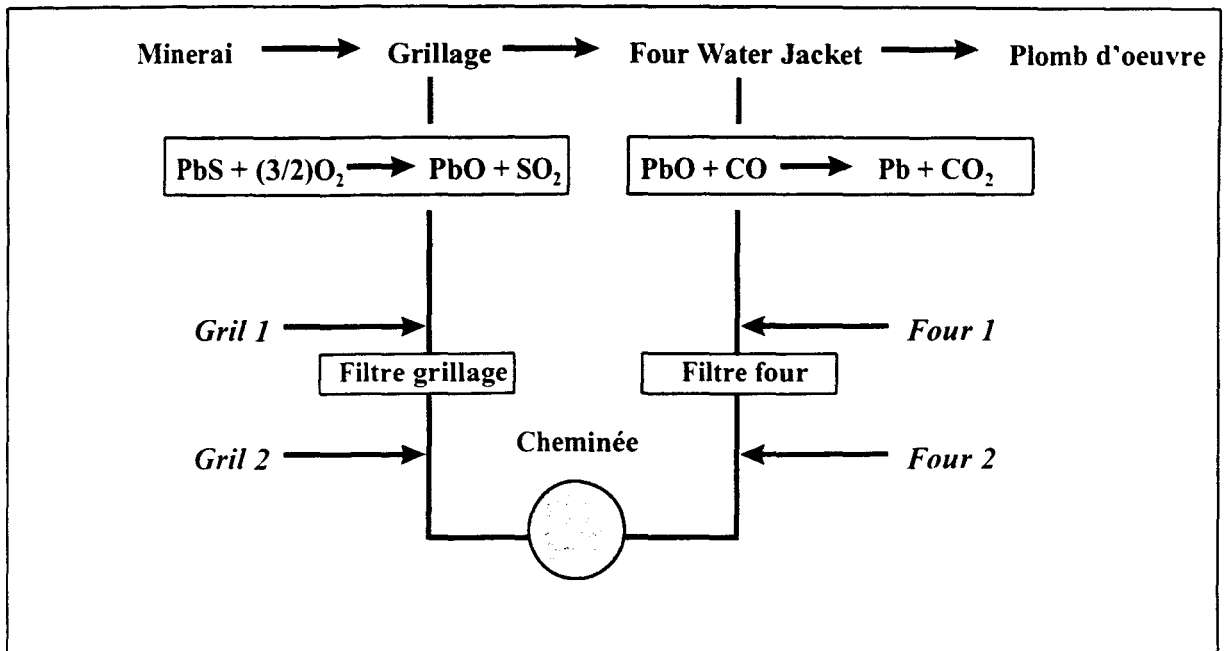 Minerai → Grillage → Four Water Jacket → Plomb d'oeuvre
PbS + (3/2)O₂ → PbO + SO₂
PbO + CO → Pb + CO₂
Gril 1
Four 1
Filtre grillage
Filtre four
Cheminée
Gril 2
Four 2